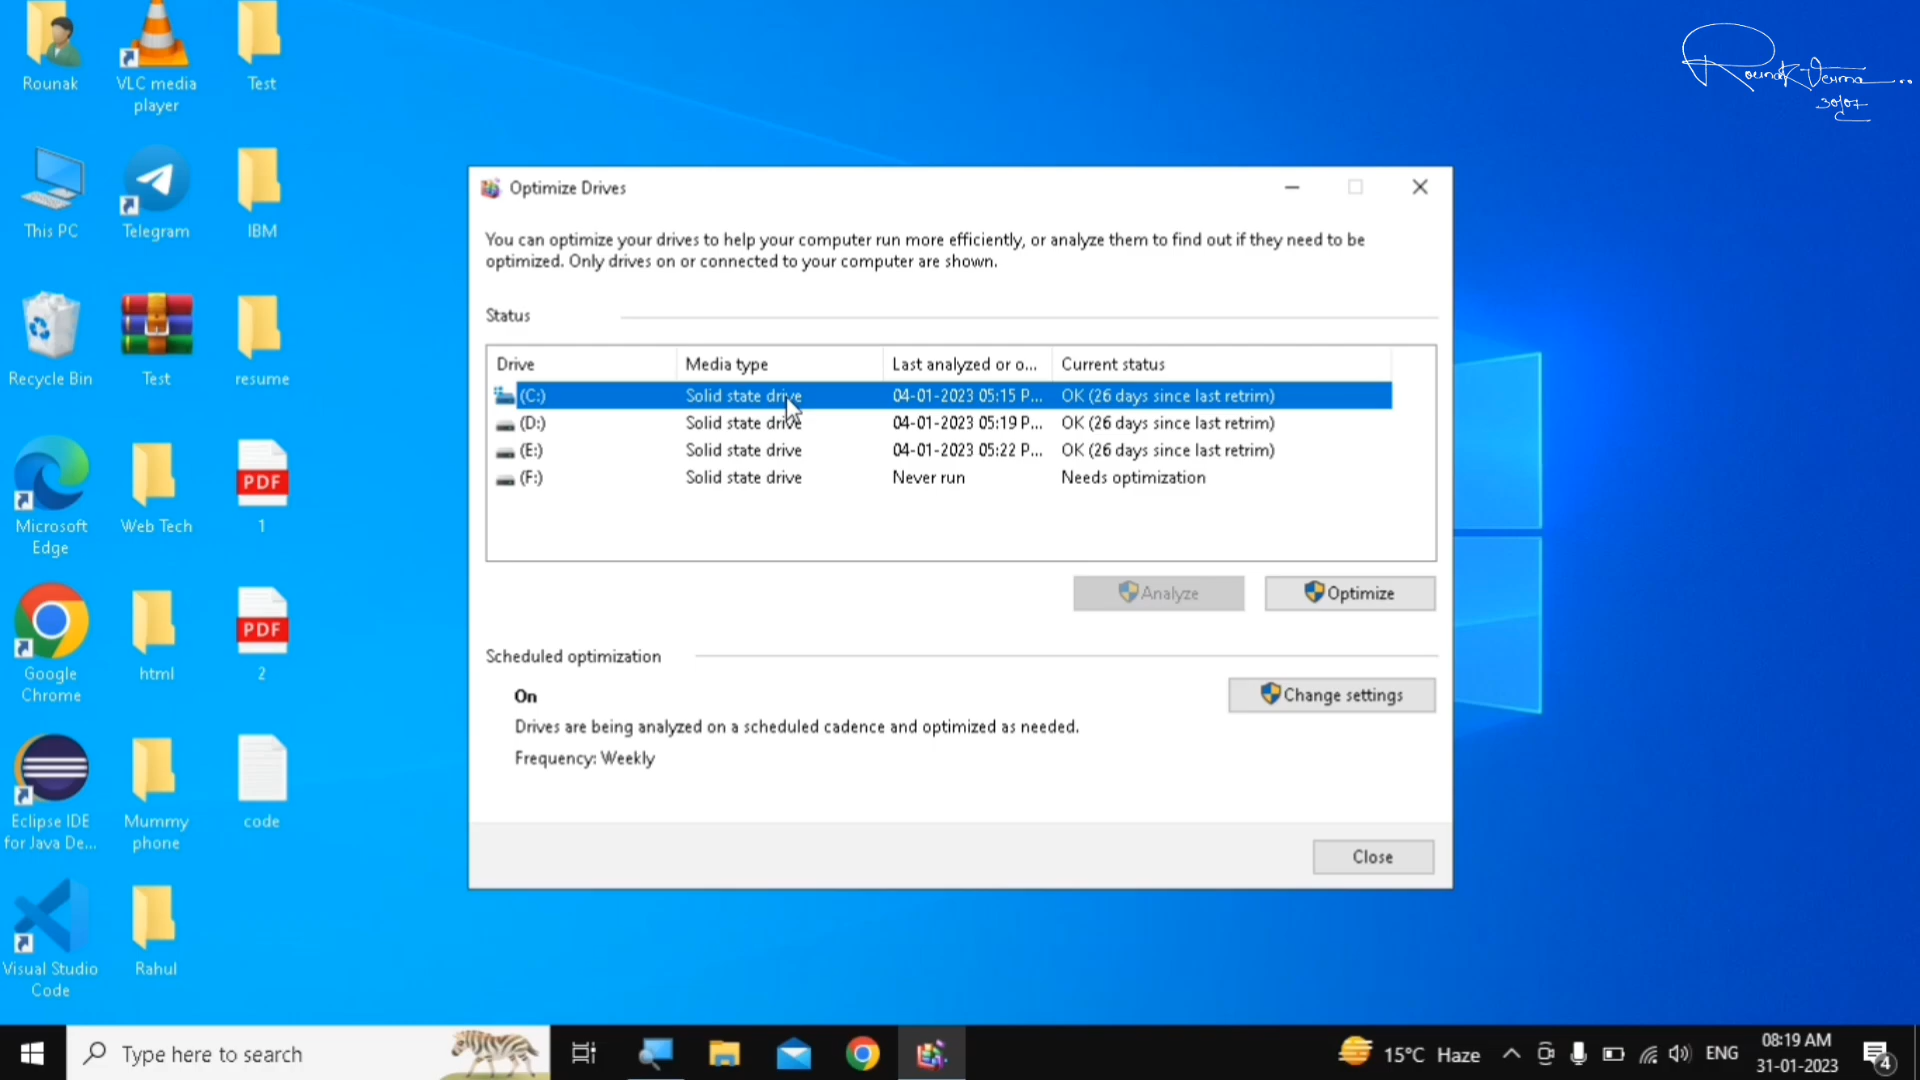 Rounak Verma
30/07
Rounak
VLC media
player
Test
This PC
Telegram
IBM
Recycle Bin
Test
resume
Microsoft
Edge
Web Tech
PDF
1
Google
Chrome
html
PDF
2
Eclipse IDE
for Java De...
Mummy
phone
code
Visual Studio
Code
Rahul
Optimize Drives
You can optimize your drives to help your computer run more efficiently, or analyze them to find out if they need to be
optimized. Only drives on or connected to your computer are shown.
Status
Drive Media type Last analyzed or o... Current status
(C:) Solid state drive 04-01-2023 05:15 P... OK (26 days since last retrim)
(D:) Solid state drive 04-01-2023 05:19 P... OK (26 days since last retrim)
(E:) Solid state drive 04-01-2023 05:22 P... OK (26 days since last retrim)
(F:) Solid state drive Never run Needs optimization
Analyze Optimize
Scheduled optimization
On
Change settings
Drives are being analyzed on a scheduled cadence and optimized as needed.
Frequency: Weekly
Close
Type here to search
15°C Haze
ENG
08:19 AM
31-01-2023
4